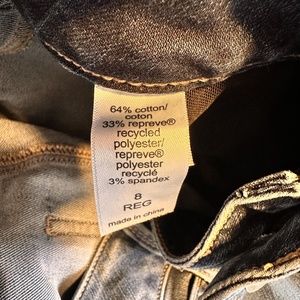 64% cotton/
coton
33% repreve®
recycled
polyester/
repreve®
polyester
recyclé
3% spandex
8
REG
made in china